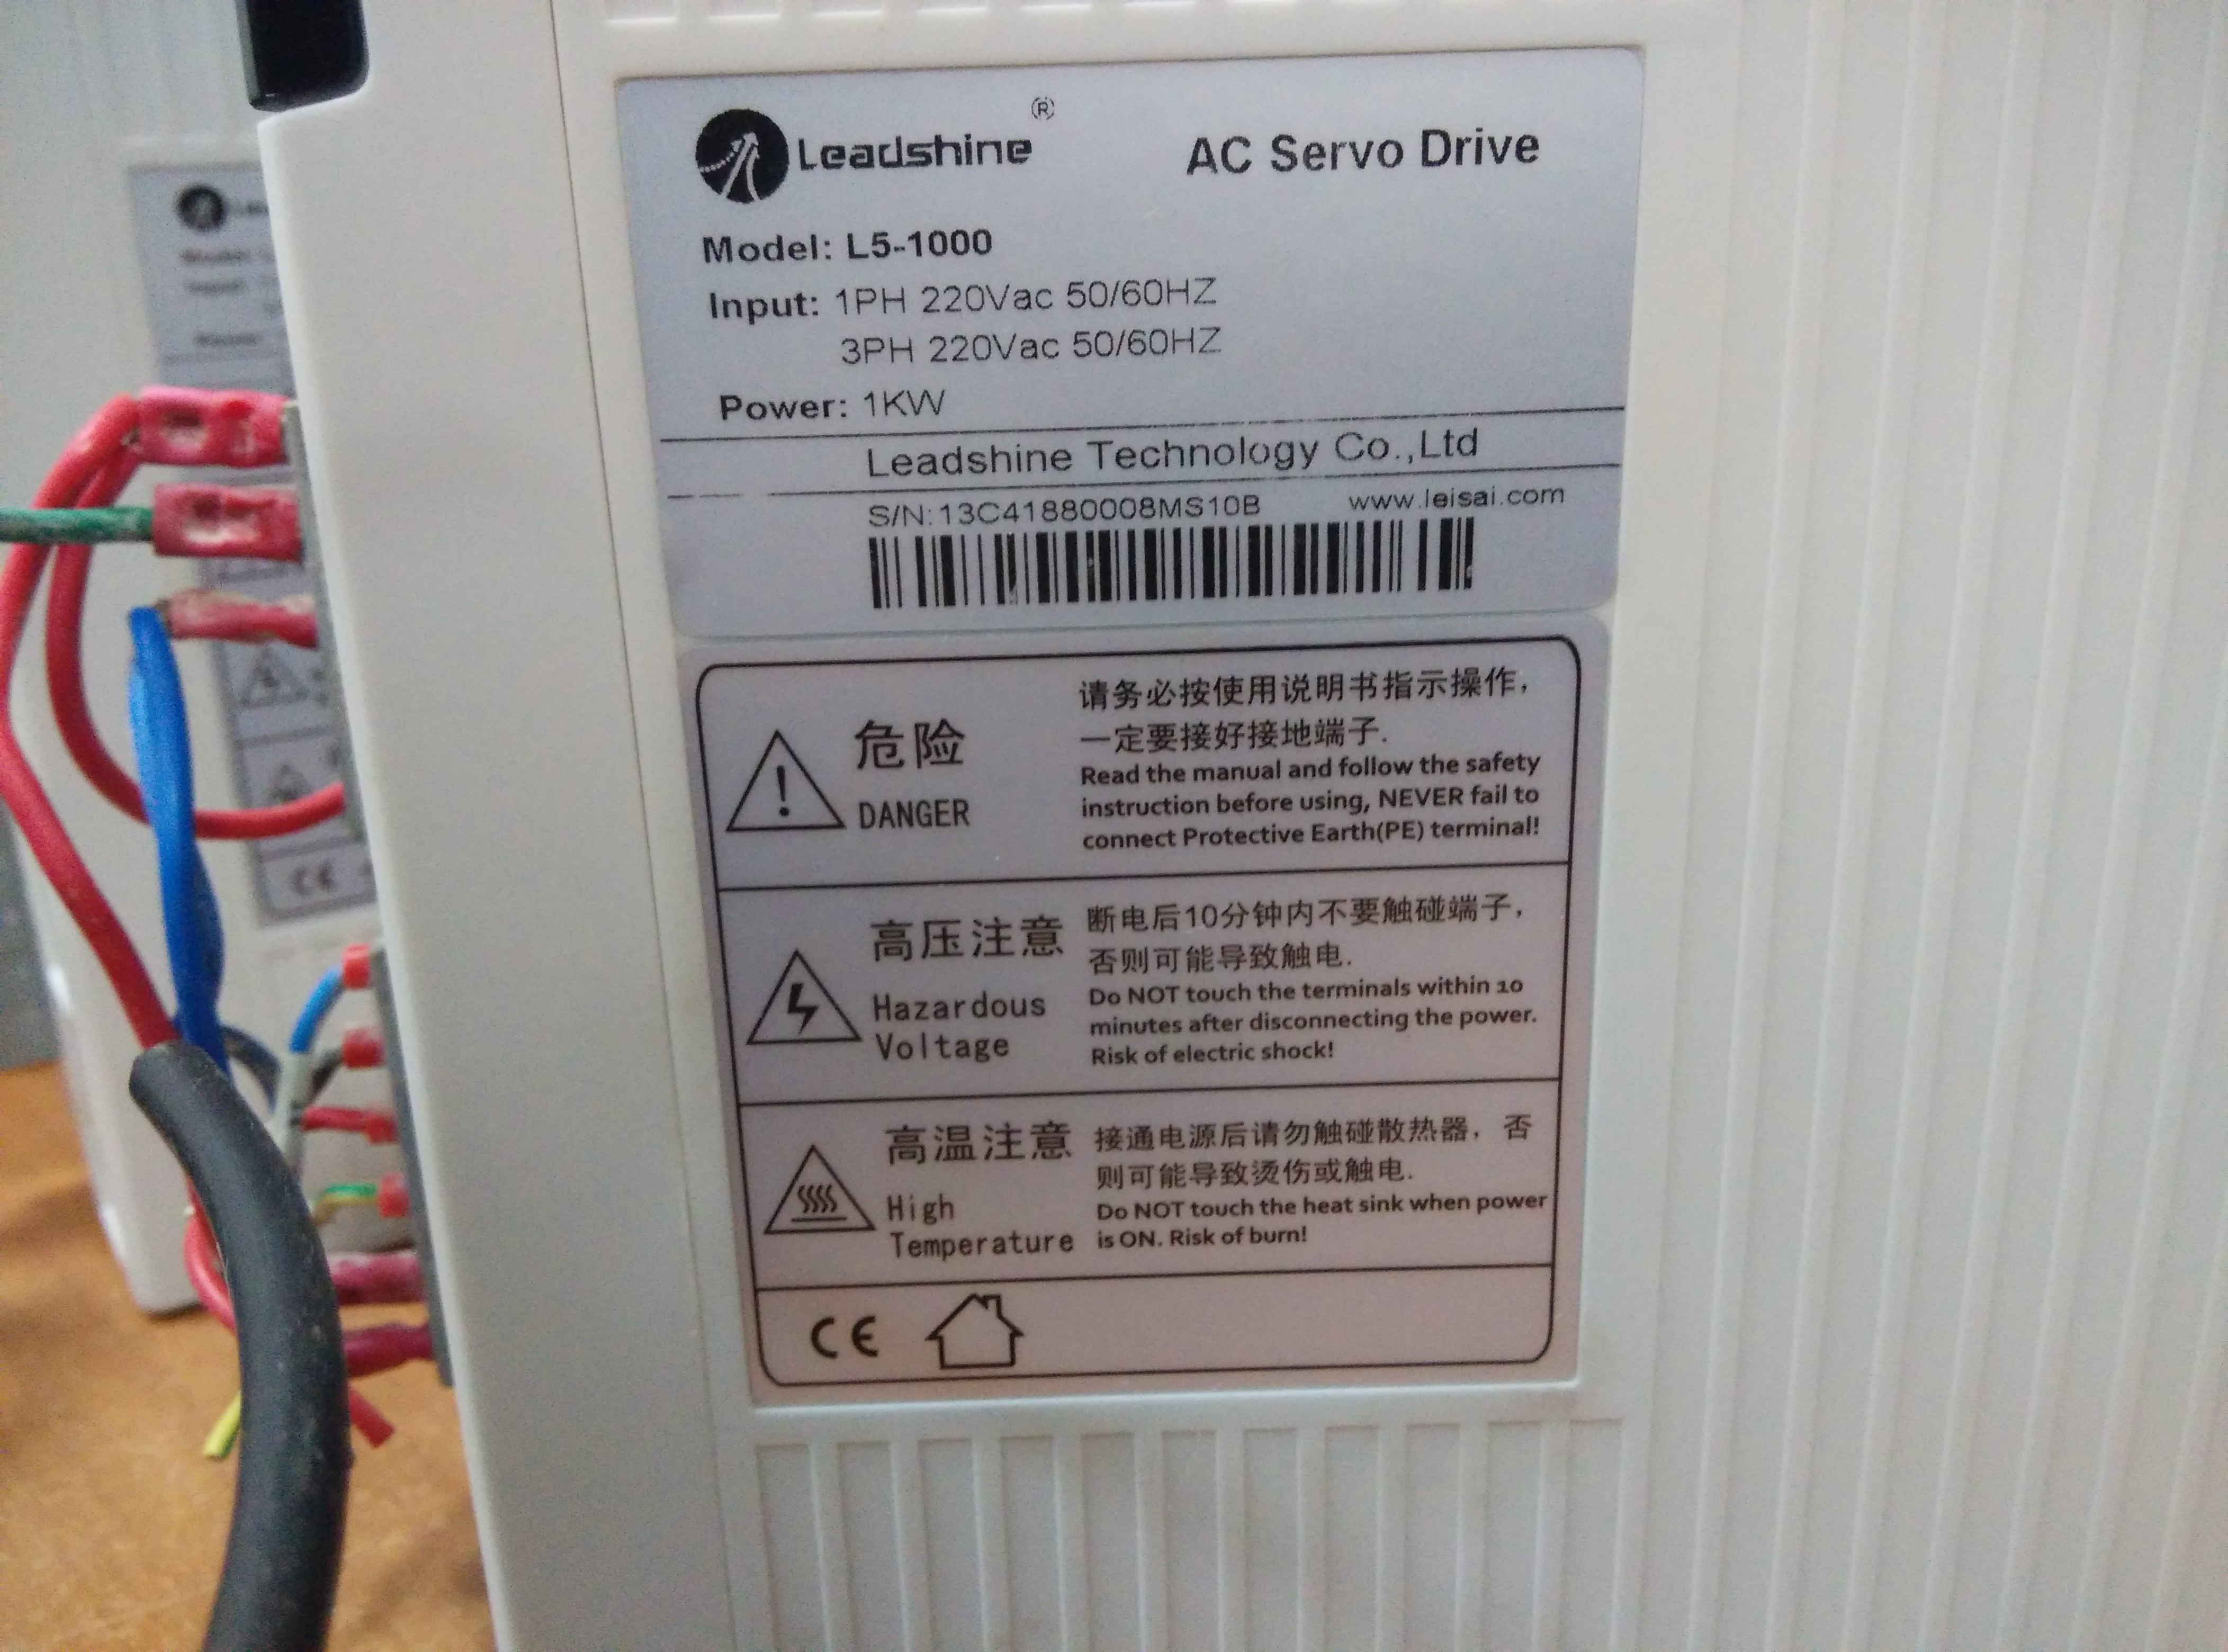 Leadshine ®
AC Servo Drive
Model: L5-1000
Input: 1PH 220Vac 50/60HZ
3PH 220Vac 50/60HZ
Power: 1KW
Leadshine Technology Co.,Ltd
S/N:13C41880008MS10B
www.leisai.com
危险
DANGER
请务必按使用说明书指示操作，
一定要接好接地端子.
Read the manual and follow the safety
instruction before using, NEVER fail to
connect Protective Earth(PE) terminal!
高压注意
Hazardous
Voltage
断电后10分钟内不要触碰端子，
否则可能导致触电.
Do NOT touch the terminals within 10
minutes after disconnecting the power.
Risk of electric shock!
高温注意
High
Temperature
接通电源后请勿触碰散热器，否
则可能导致烫伤或触电.
Do NOT touch the heat sink when power
is ON. Risk of burn!
CE
CE